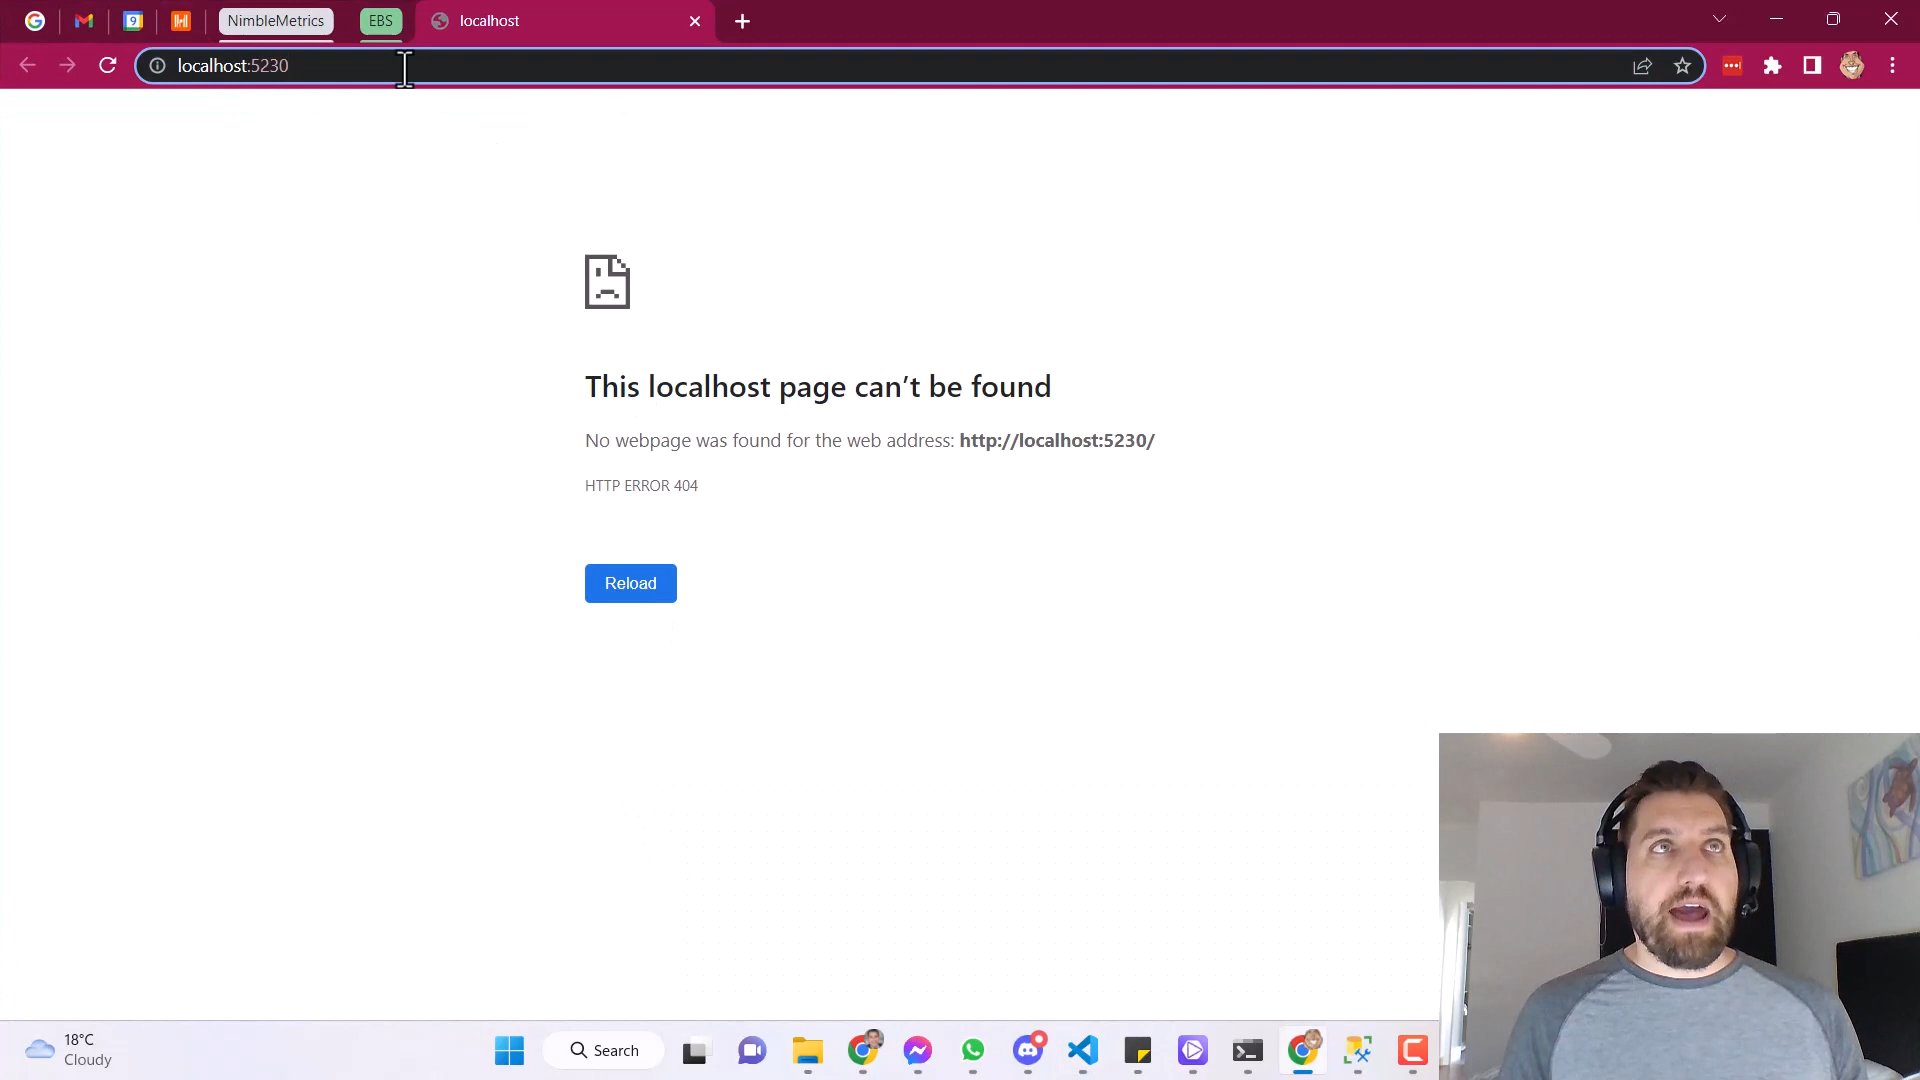 NimbleMetrics
EBS
localhost
localhost:5230
This localhost page can't be found
No webpage was found for the web address: http://localhost:5230/
HTTP ERROR 404
Reload
18°C
Cloudy
Search